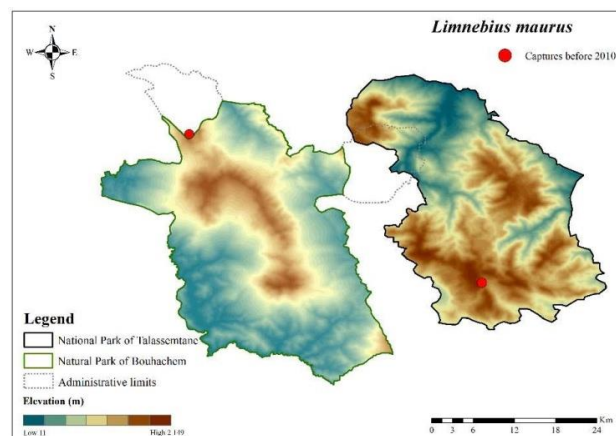 Limnebius maurus
Captures before 2010
N
W E
S
Legend
National Park of Talassemtane
Natural Park of Bouhachem
Administrative limits
Elevation (m)
Low 11 High 2 149
Km
0 3 6 12 18 24